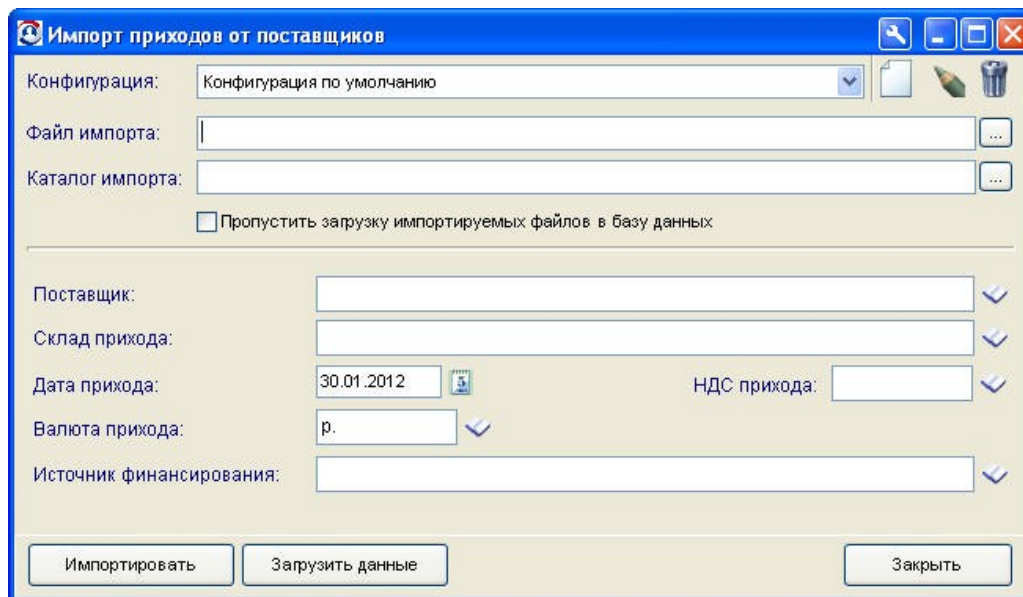 Импорт приходов от поставщиков
Конфигурация: Конфигурация по умолчанию
Файл импорта: ...
Каталог импорта: ...
Пропустить загрузку импортируемых файлов в базу данных
Поставщик:
Склад прихода:
Дата прихода: 30.01.2012 НДС прихода:
Валюта прихода: р.
Источник финансирования:
Импортировать Загрузить данные Закрыть